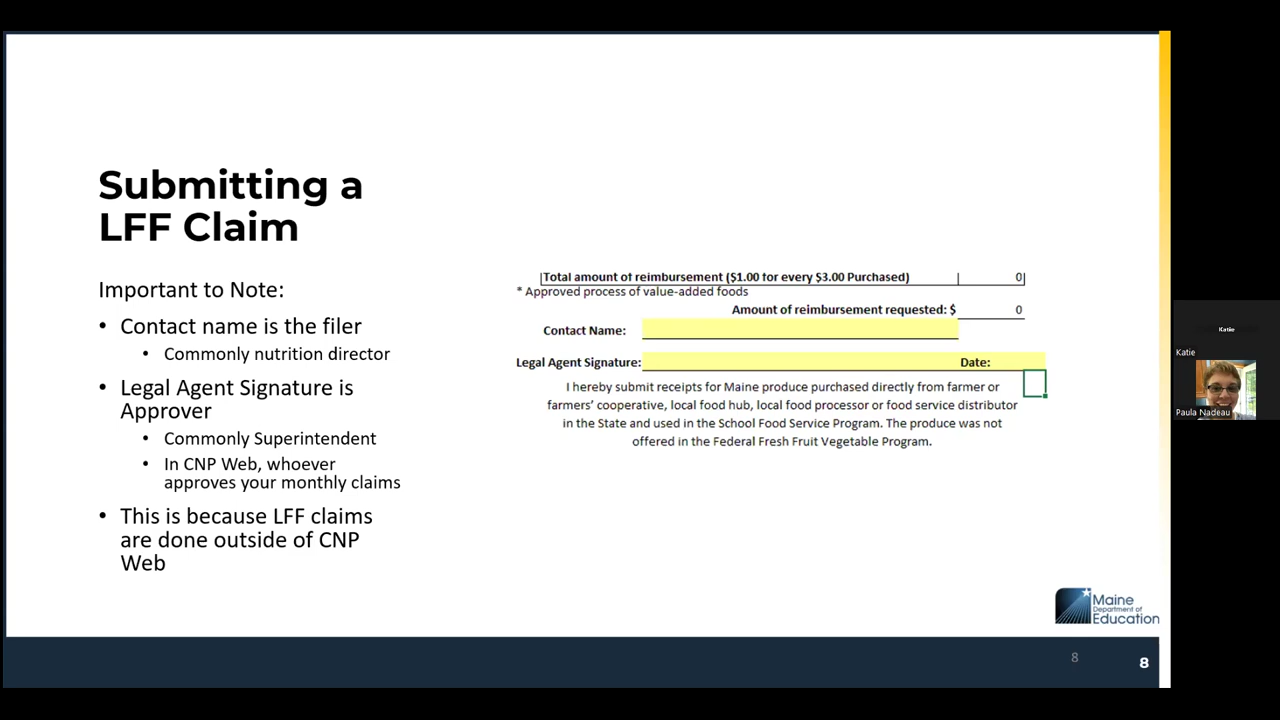 Submitting a
LFF Claim
Important to Note:
• Contact name is the filer
• Commonly nutrition director
• Legal Agent Signature is
Approver
• Commonly Superintendent
• In CNP Web, whoever
approves your monthly claims
• This is because LFF claims
are done outside of CNP
Web
Total amount of reimbursement ($1.00 for every $3.00 Purchased) 0
* Approved process of value-added foods
Amount of reimbursement requested: $ 0
Contact Name:
Legal Agent Signature: Date:
I hereby submit receipts for Maine produce purchased directly from farmer or
farmers' cooperative, local food hub, local food processor or food service distributor
in the State and used in the School Food Service Program. The produce was not
offered in the Federal Fresh Fruit Vegetable Program.
Maine
Department of
Education
8
8
Katie
Katie
Paula Nadeau